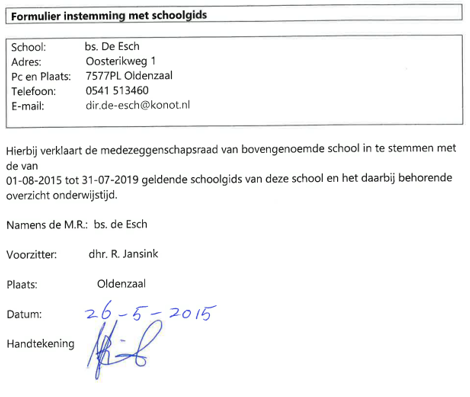 Formulier instemming met schoolgids
School: bs. De Esch
Adres: Oosterikweg 1
Pc en Plaats: 7577PL Oldenzaal
Telefoon: 0541 513460
E-mail: dir.de-esch@konot.nl
Hierbij verklaart de medezeggenschapsraad van bovengenoemde school in te stemmen met
de van
01-08-2015 tot 31-07-2019 geldende schoolgids van deze school en het daarbij behorende
overzicht onderwijstijd.
Namens de M.R.: bs. de Esch
Voorzitter: dhr. R. Jansink
Plaats: Oldenzaal
Datum: 26-5-2015
Handtekening